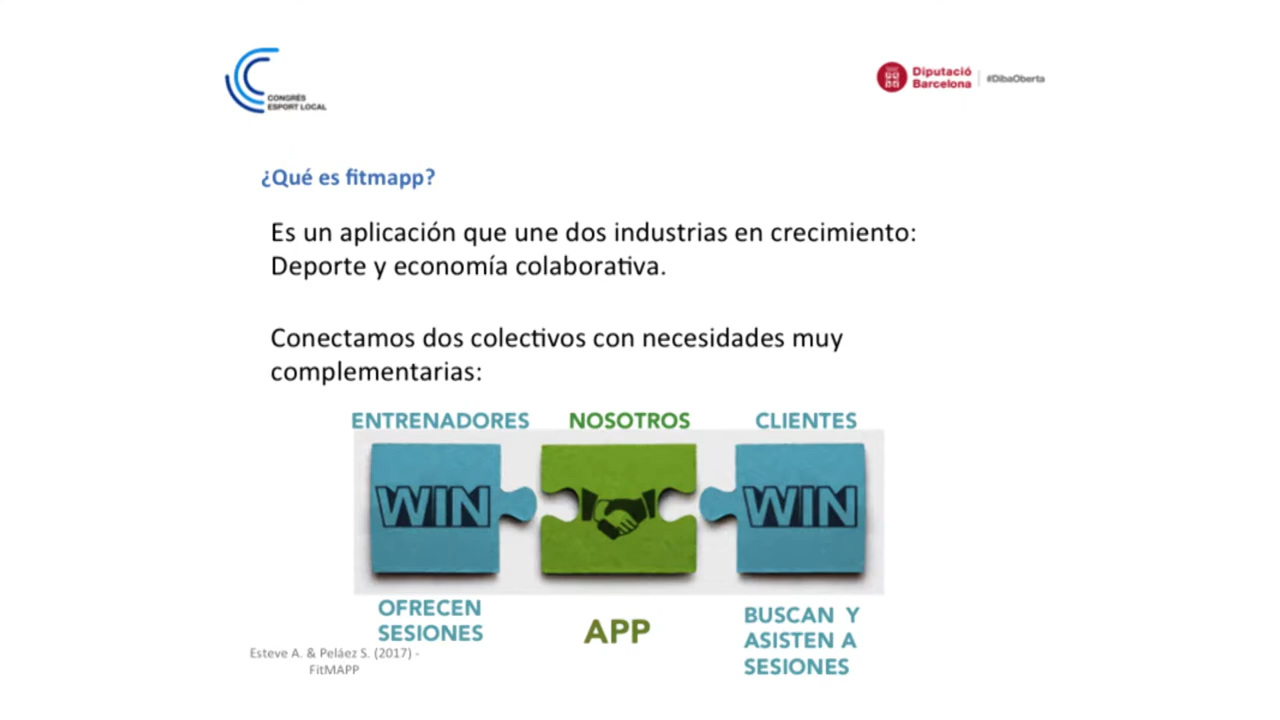 CONGRÉS
ESPORT LOCAL
Diputació
Barcelona
#DibaOberta
¿Qué es fitmapp?
Es un aplicación que une dos industrias en crecimiento:
Deporte y economía colaborativa.
Conectamos dos colectivos con necesidades muy
complementarias:
ENTRENADORES
NOSOTROS
CLIENTES
WIN
WIN
OFRECEN
SESIONES
APP
BUSCAN Y
ASISTEN A
SESIONES
Esteve A. & Peláez S. (2017) -
FitMAPP